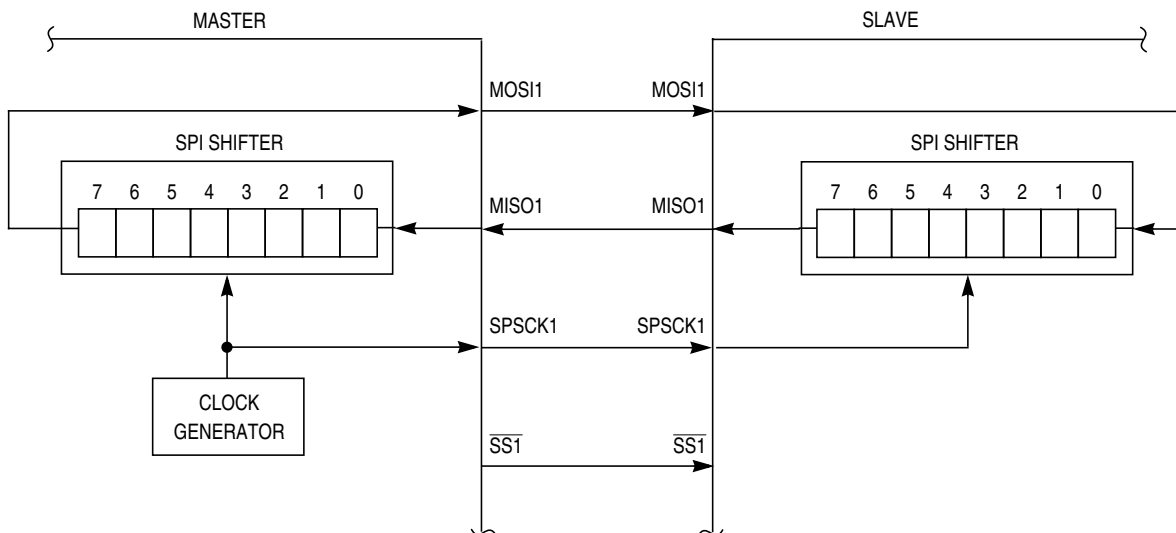 MASTER
SLAVE
MOSI1
MOSI1
SPI SHIFTER
SPI SHIFTER
7 6 5 4 3 2 1 0
7 6 5 4 3 2 1 0
MISO1
MISO1
SPSCK1
SPSCK1
CLOCK
GENERATOR
SS1
SS1